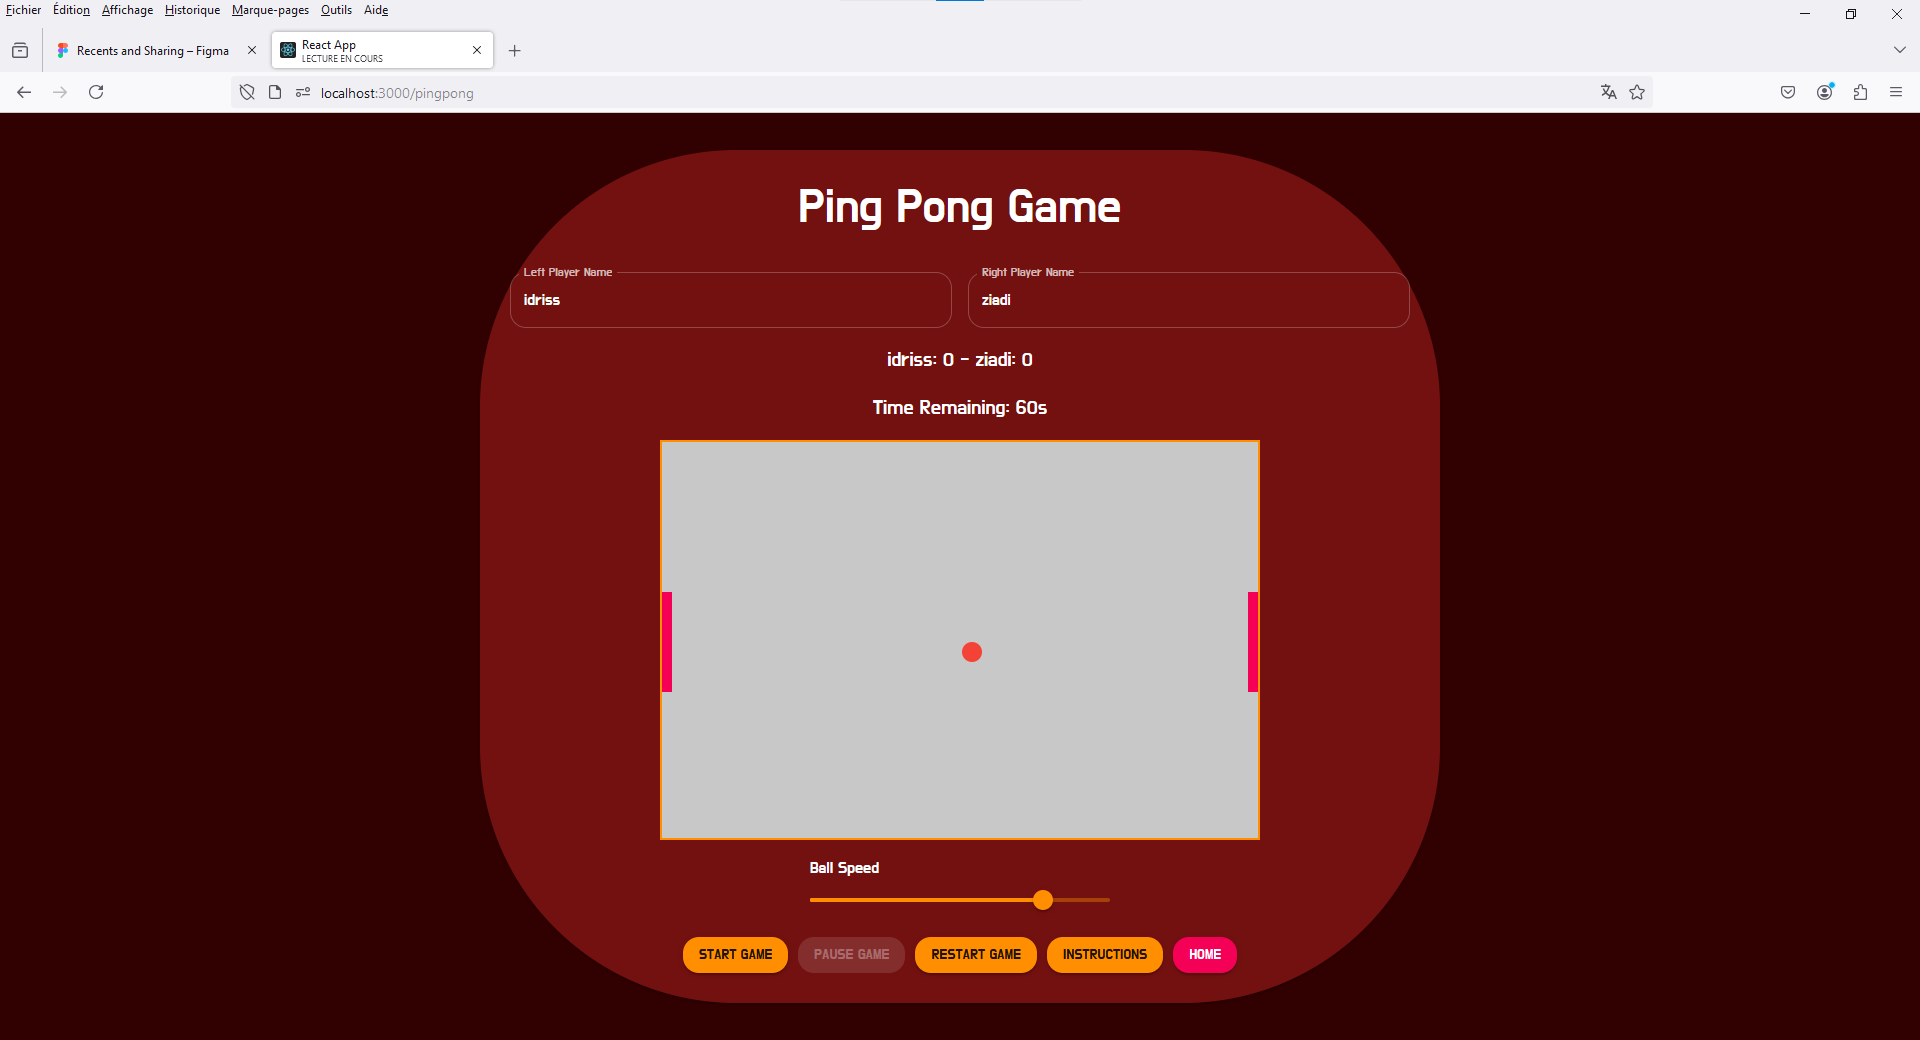 Fichier Édition Affichage Historique Marque-pages Outils Aide
Recents and Sharing – Figma
React App
LECTURE EN COURS
localhost:3000/pingpong
Ping Pong Game
Left Player Name
Right Player Name
idriss
ziadi
idriss: 0 - ziadi: 0
Time Remaining: 60s
Ball Speed
START GAME
PAUSE GAME
RESTART GAME
INSTRUCTIONS
HOME